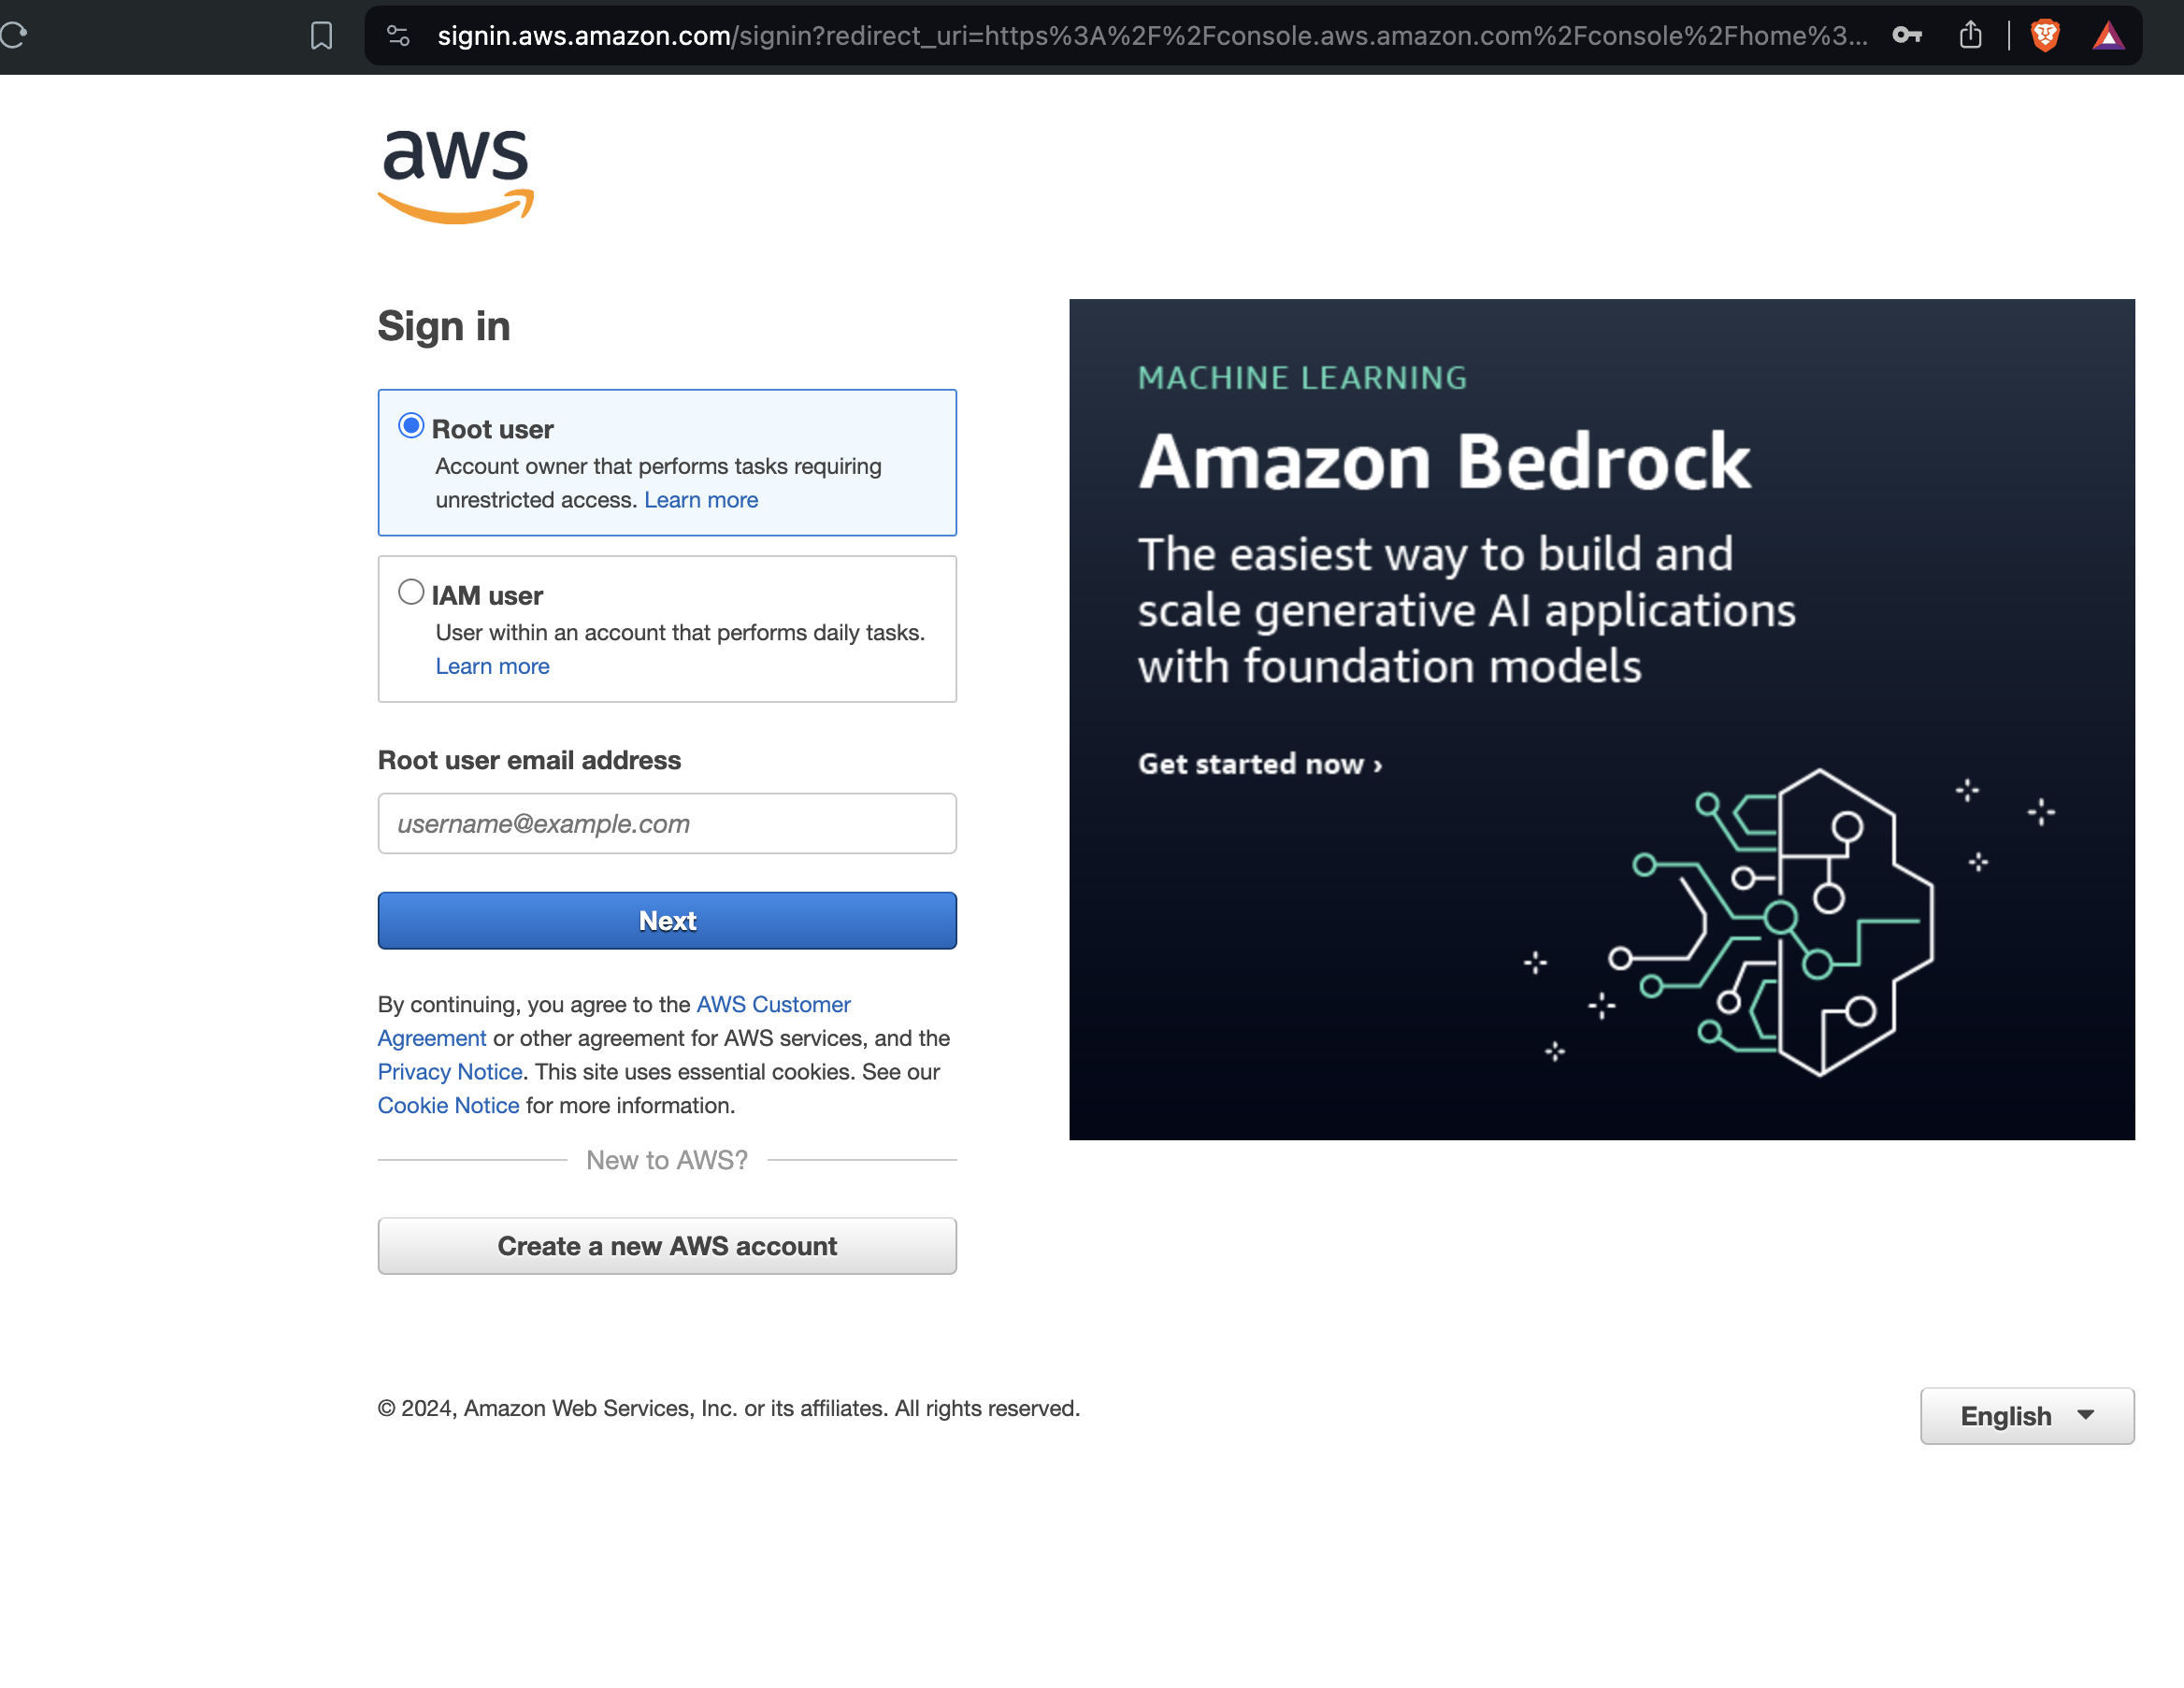 signin.aws.amazon.com/signin?redirect_uri=https%3A%2F%2Fconsole.aws.amazon.com%2Fconsole%2Fhome%3...
aws
Sign in
Root user
Account owner that performs tasks requiring
unrestricted access. Learn more
IAM user
User within an account that performs daily tasks.
Learn more
Root user email address
username@example.com
Next
By continuing, you agree to the AWS Customer
Agreement or other agreement for AWS services, and the
Privacy Notice. This site uses essential cookies. See our
Cookie Notice for more information.
New to AWS?
Create a new AWS account
MACHINE LEARNING
Amazon Bedrock
The easiest way to build and
scale generative AI applications
with foundation models
Get started now ›
© 2024, Amazon Web Services, Inc. or its affiliates. All rights reserved.
English